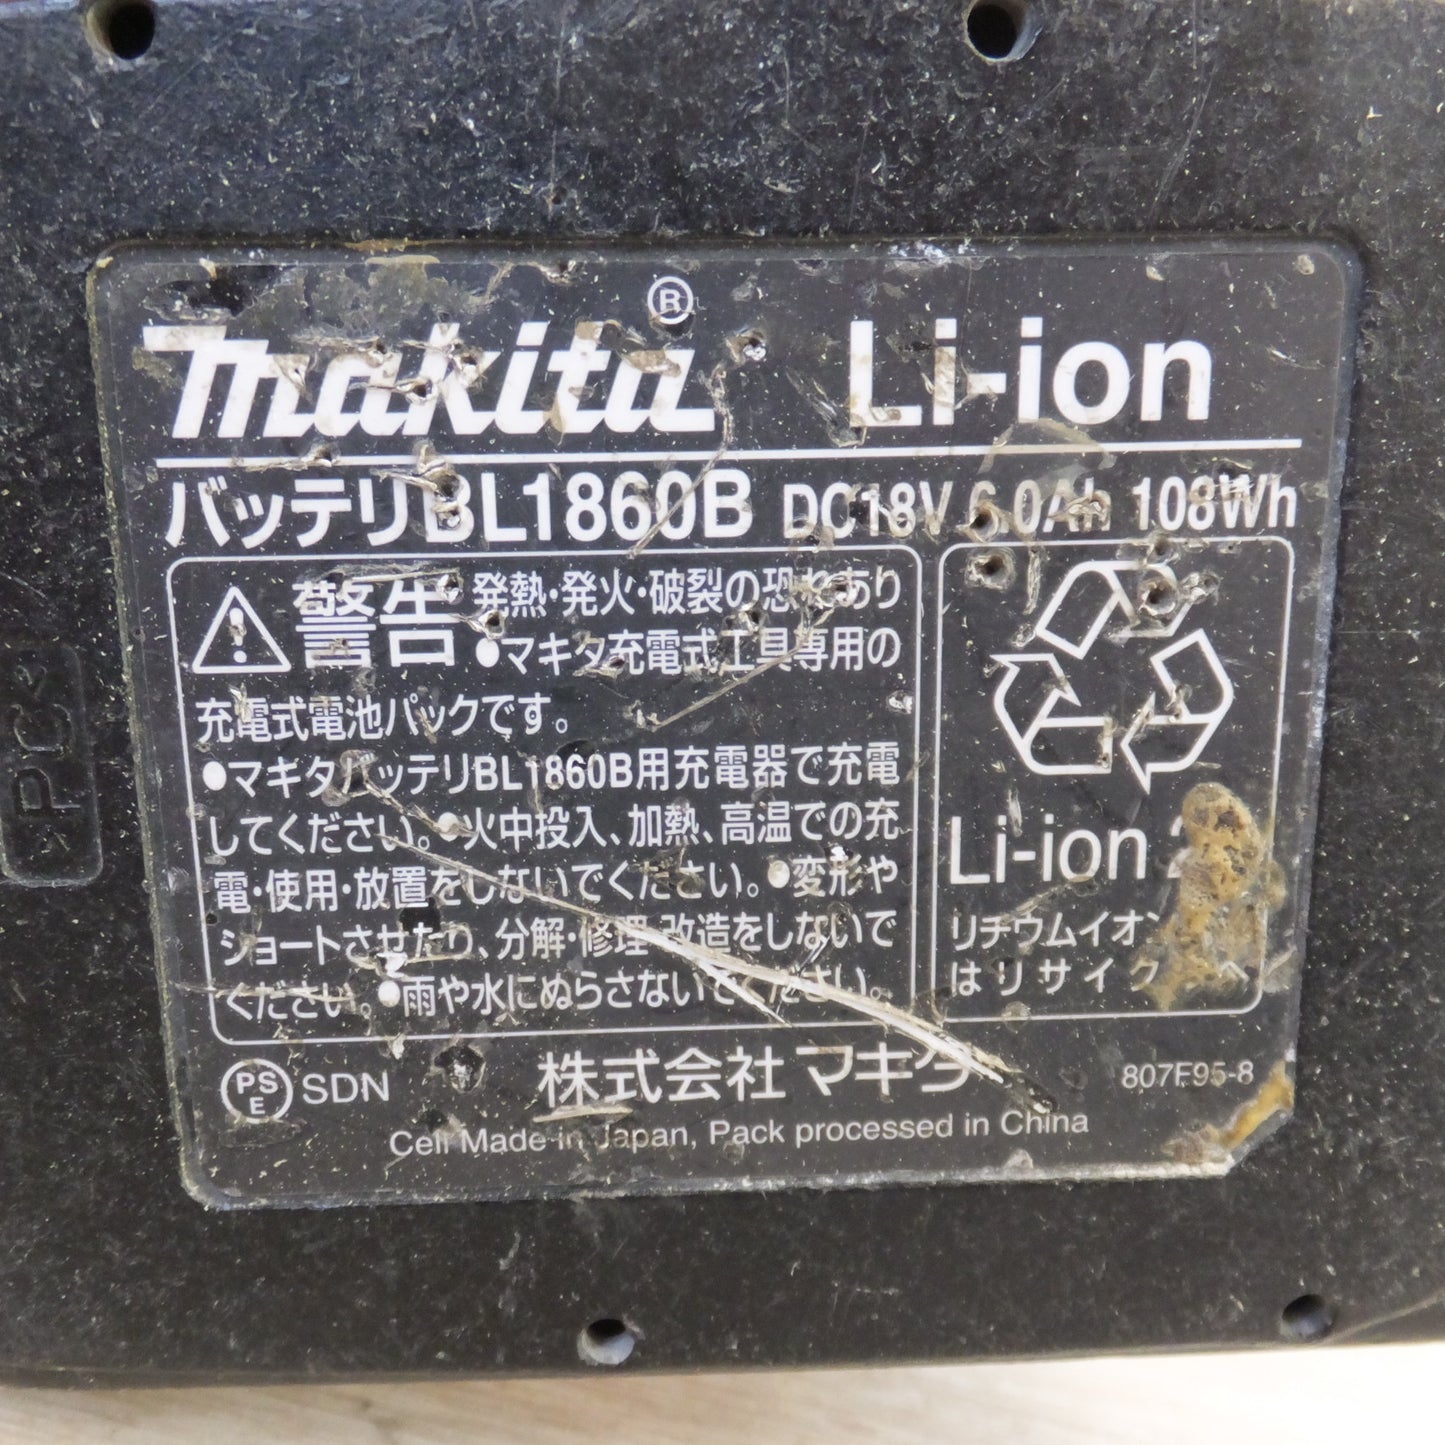 makita® Li-ion
バッテリBL1860B DC18V 6.0Ah 108Wh
警告 発熱・発火・破裂の恐れあり
●マキタ充電式工具専用の
充電式電池パックです。
●マキタバッテリBL1860B用充電器で充電
してください。●火中投入、加熱、高温での充
電・使用・放置をしないでください。●変形や
ショートさせたり、分解・修理・改造をしないで
ください。●雨や水にぬらさないでください。
Li-ion
リチウムイオン
はリサイク
PSE SDN
株式会社マキタ
807F95-8
Cell Made in Japan, Pack processed in China
>PC<